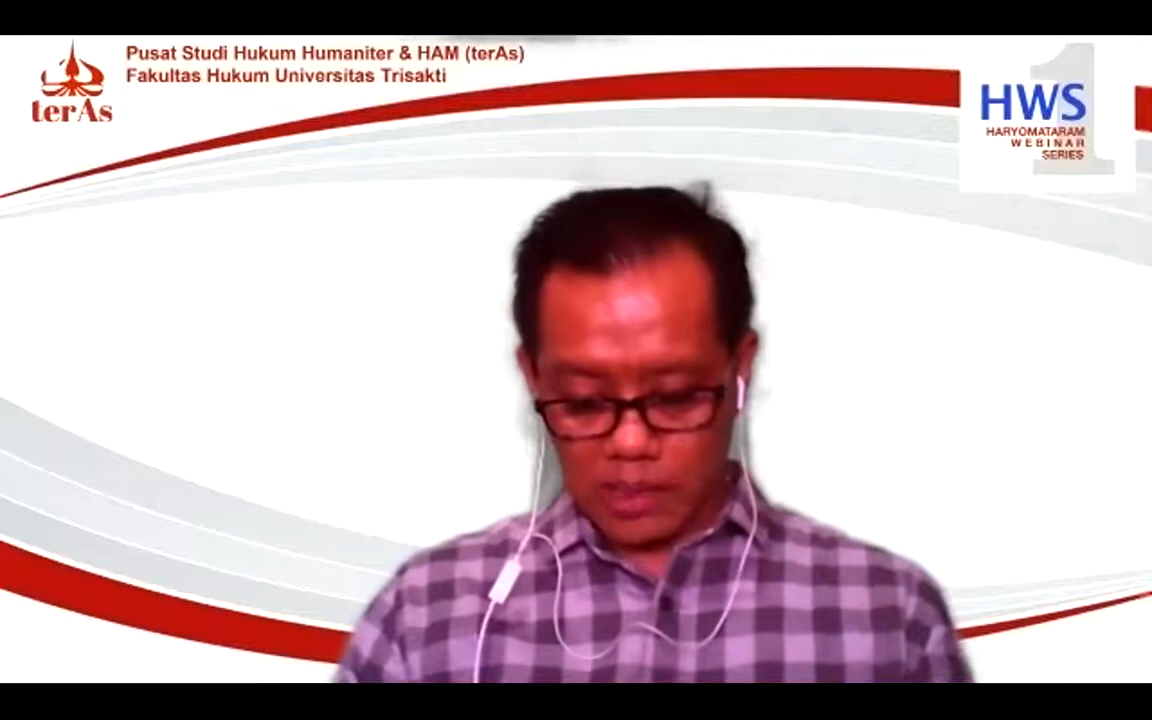 Pusat Studi Hukum Humaniter & HAM (terAs)
Fakultas Hukum Universitas Trisakti
terAs
1
HWS
HARYOMATARAM
WEBINAR
SERIES